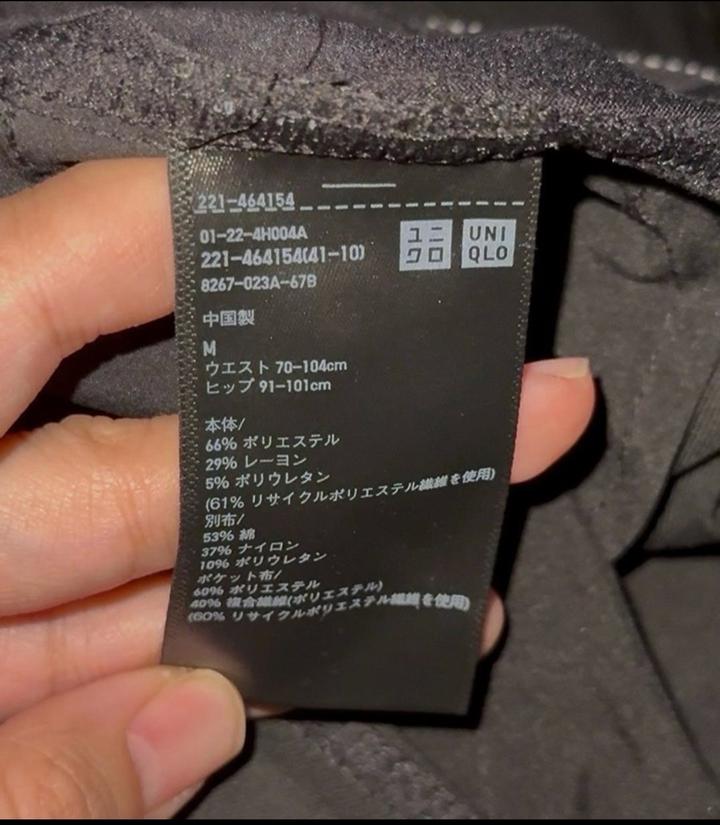 221-464154
01-22-4H004A
221-464154(41-10)
8267-023A-67B
ユニ
クロ
UNI
QLO
中国製
M
ウエスト 70-104cm
ヒップ 91-101cm
本体/
66% ポリエステル
29% レーヨン
5% ポリウレタン
(61% リサイクルポリエステル繊維を使用)
別布/
53% 綿
37% ナイロン
10% ポリウレタン
ポケット布/
60% ポリエステル
40% 複合繊維(ポリエステル)
(60% リサイクルポリエステル繊維を使用)